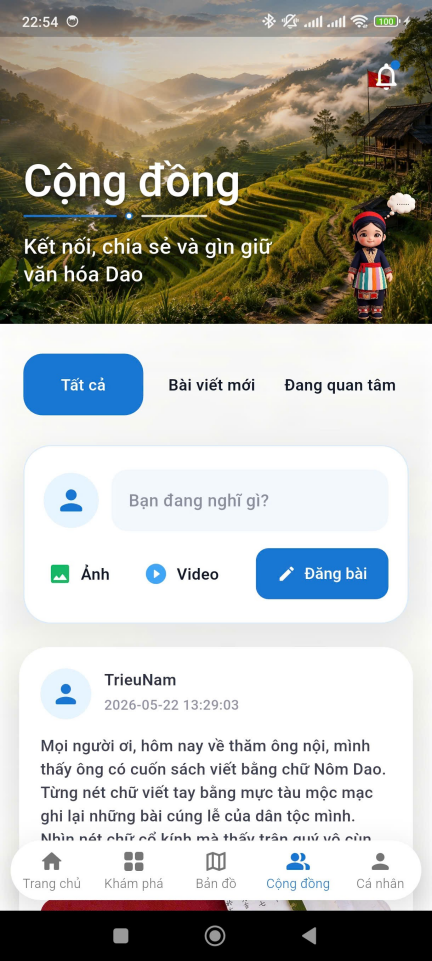 22:54
100
Cộng đồng
Kết nối, chia sẻ và gìn giữ
văn hóa Dao
Tất cả
Bài viết mới
Đang quan tâm
Bạn đang nghĩ gì?
Ảnh
Video
Đăng bài
TrieuNam
2026-05-22 13:29:03
Mọi người ơi, hôm nay về thăm ông nội, mình
thấy ông có cuốn sách viết bằng chữ Nôm Dao.
Từng nét chữ viết tay bằng mực tàu mộc mạc
ghi lại những bài cúng lễ của dân tộc mình.
Nhìn nét chữ cổ kính mà thấy trân quý vô cùn
Trang chủ
Khám phá
Bản đồ
Cộng đồng
Cá nhân